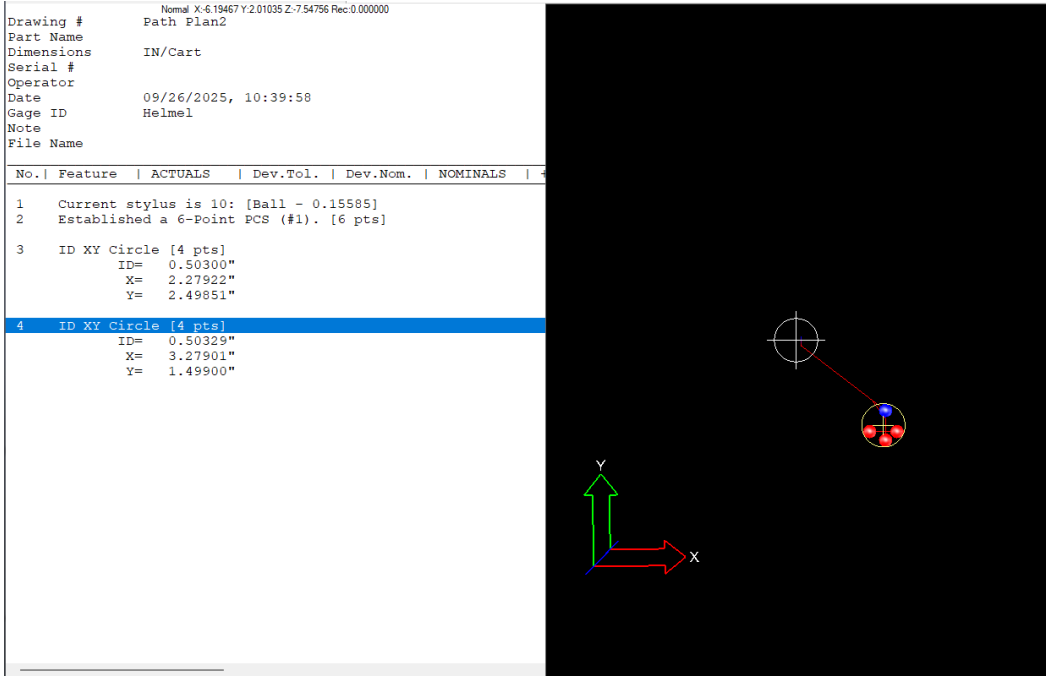 Normal X:-6.19467 Y:2.01035 Z:-7.54756 Rec:0.000000
Drawing # Path Plan2
Part Name
Dimensions IN/Cart
Serial #
Operator
Date 09/26/2025, 10:39:58
Gage ID Helmel
Note
File Name
No.| Feature | ACTUALS | Dev.Tol. | Dev.Nom. | NOMINALS | +
1 Current stylus is 10: [Ball - 0.15585]
2 Established a 6-Point PCS (#1). [6 pts]
3 ID XY Circle [4 pts]
ID= 0.50300"
X= 2.27922"
Y= 2.49851"
4 ID XY Circle [4 pts]
ID= 0.50329"
X= 3.27901"
Y= 1.49900"
Y
X